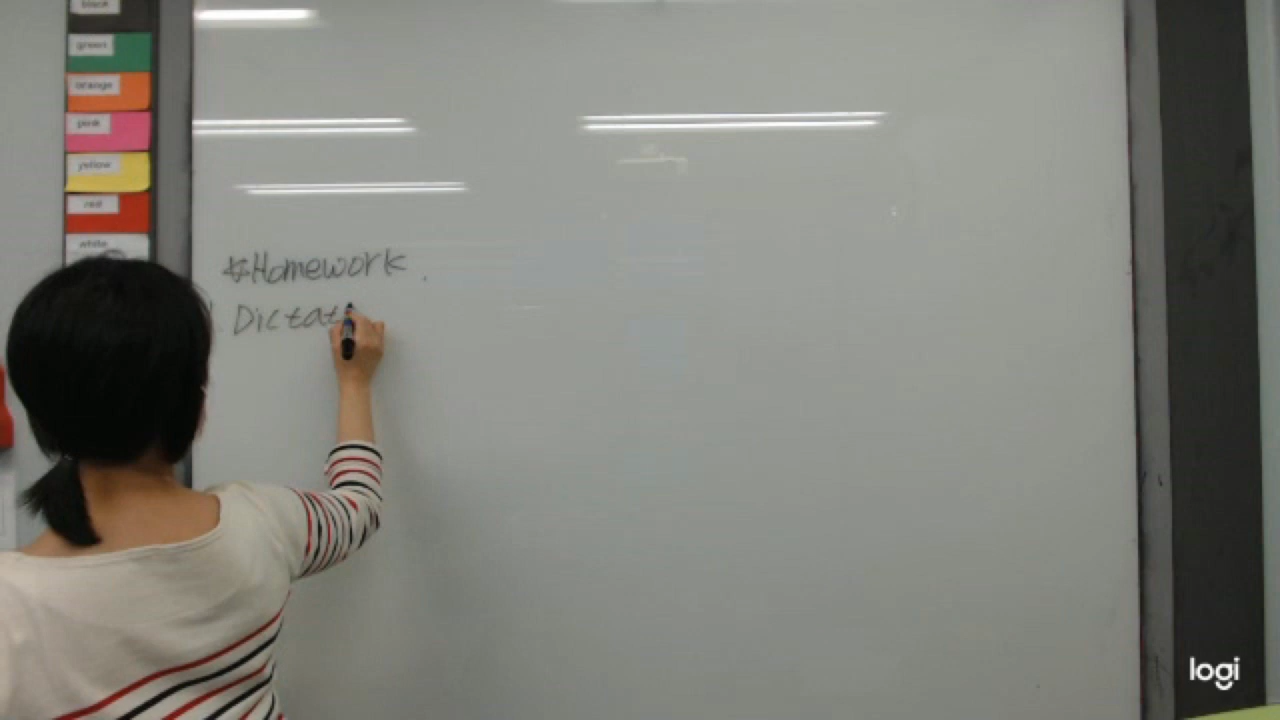 black
green
orange
pink
yellow
red
white
*Homework
Dictat
logi